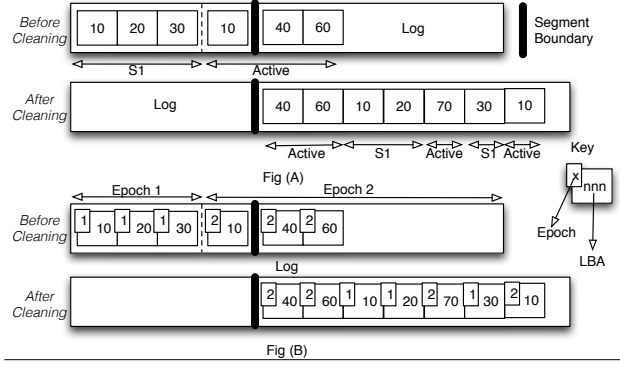 Before Cleaning
10 20 30 10 40 60 Log
Segment Boundary
S1 Active
After Cleaning
Log 40 60 10 20 70 30 10
Active S1 Active S1 Active
Key
Fig (A)
x nnn
Epoch
LBA
Epoch 1 Epoch 2
Before Cleaning
1 10 1 20 1 30 2 10 2 40 2 60
Log
After Cleaning
2 40 2 60 1 10 1 20 2 70 1 30 2 10
Fig (B)